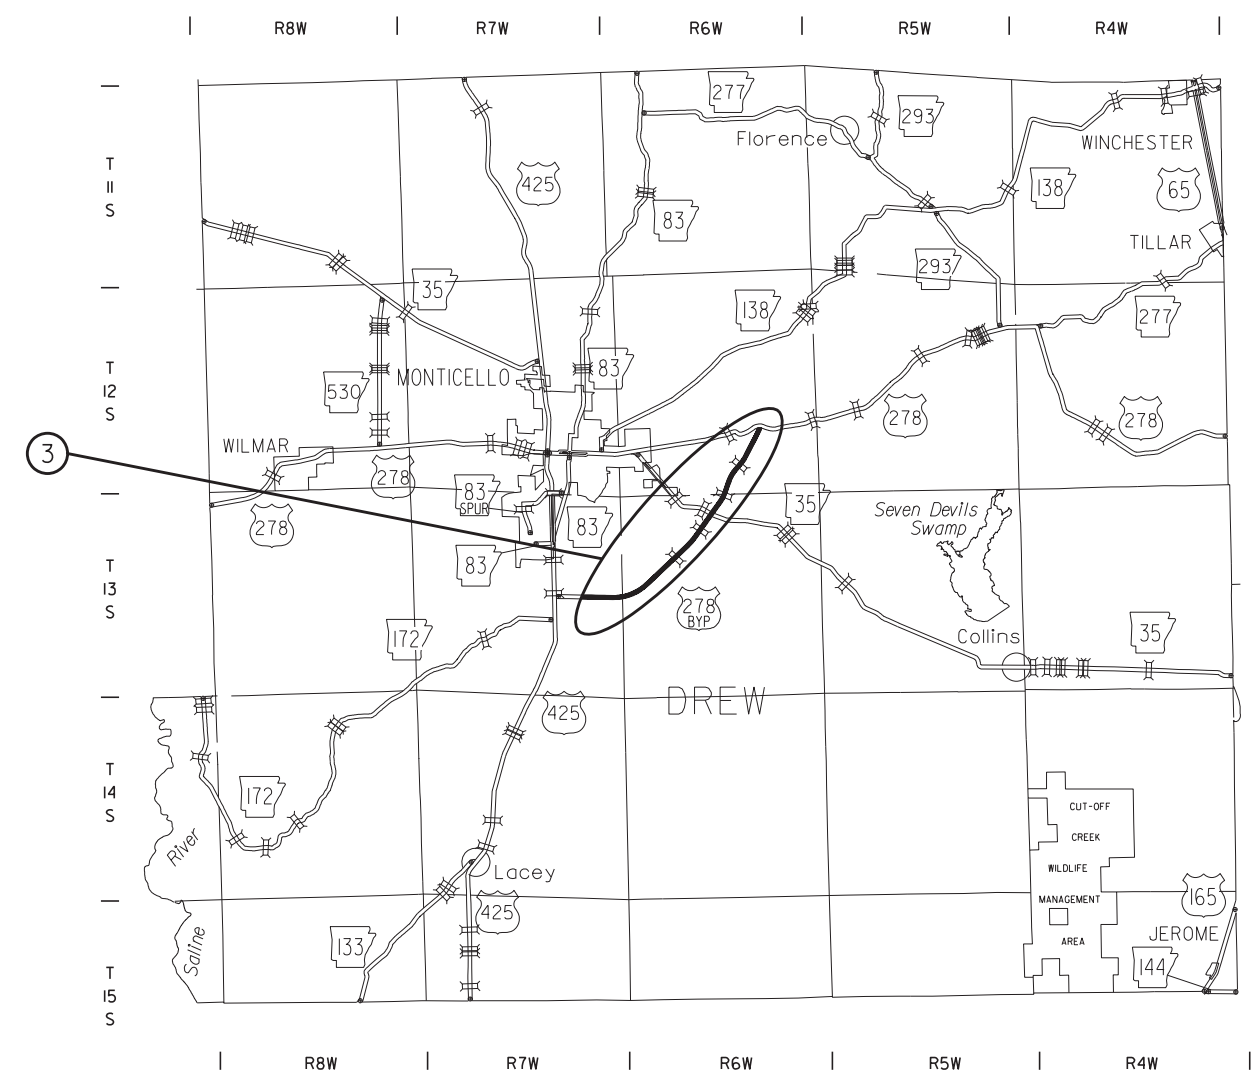 R8W
R7W
R6W
R5W
R4W
277
Florence
293
WINCHESTER
T
11
S
425
138
65
83
TILLAR
293
35
138
277
83
T
12
S
MONTICELLO
530
278
278
WILMAR
3
278
83
SPUR
35
Seven Devils
Swamp
278
83
83
T
13
S
278
BYP
172
Collins
35
DREW
425
T
14
S
172
CUT-OFF
CREEK
WILDLIFE
MANAGEMENT
AREA
River
Lacey
165
425
133
Saline
JEROME
144
T
15
S
R8W
R7W
R6W
R5W
R4W